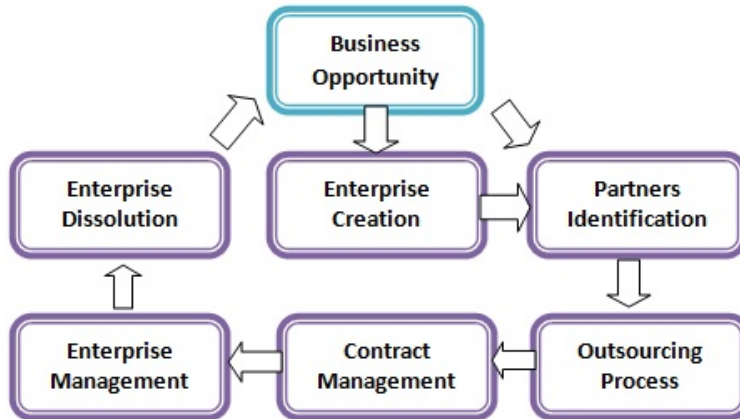 Business
Opportunity
Enterprise
Dissolution
Enterprise
Creation
Partners
Identification
Enterprise
Management
Contract
Management
Outsourcing
Process